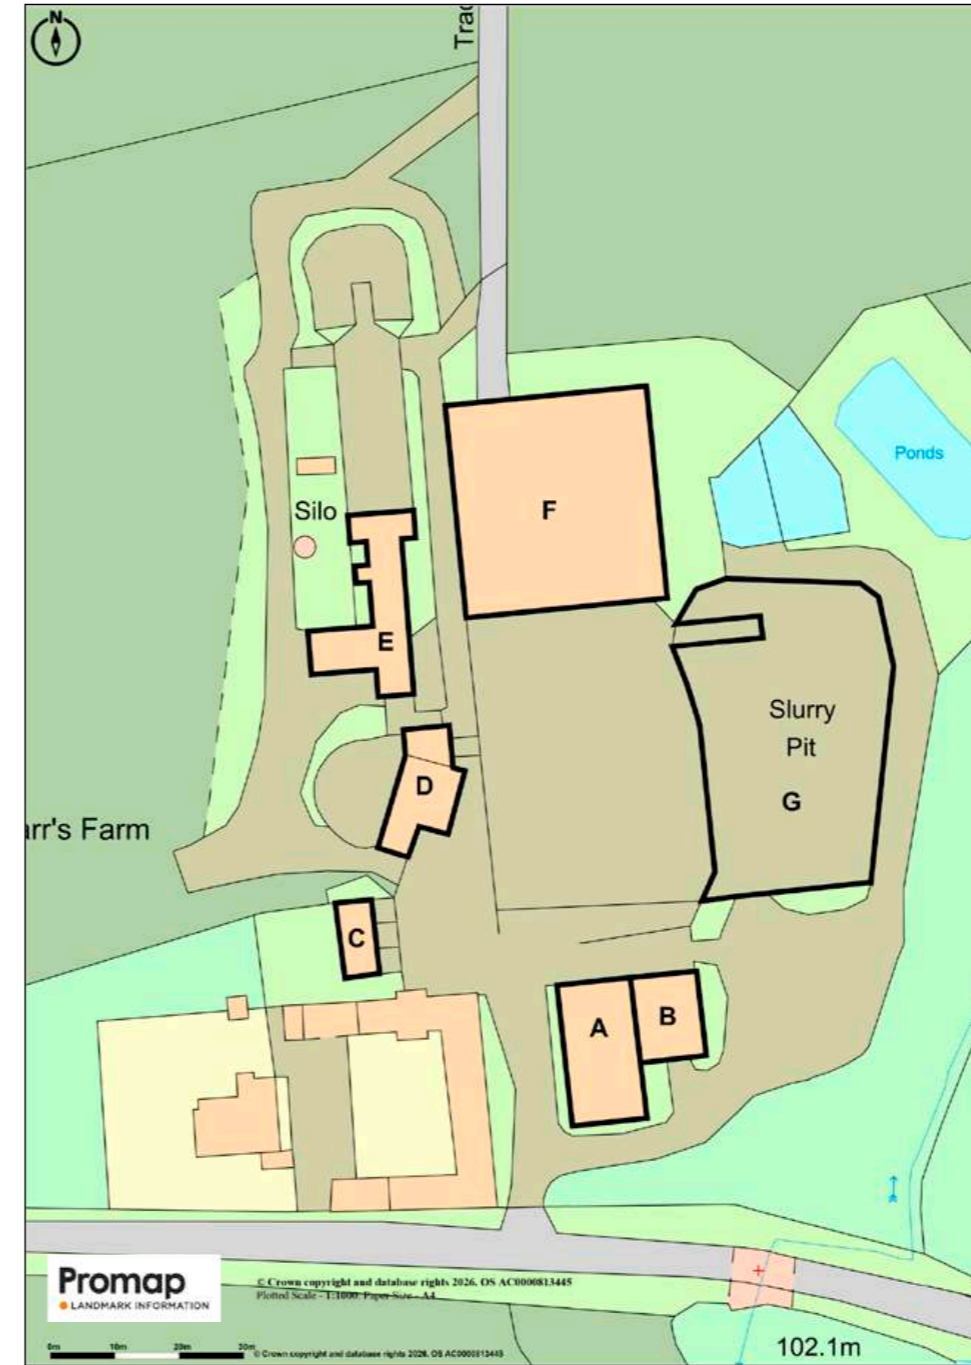 N
Trac
Ponds
F
Silo
E
Slurry
Pit
G
D
arr's Farm
C
A
B
Promap
LANDMARK INFORMATION
© Crown copyright and database rights 2026. OS AC0000813445
Plotted Scale - 1:1000. Paper Size - A4
0m 10m 20m 30m
© Crown copyright and database rights 2026. OS AC0000813445
102.1m